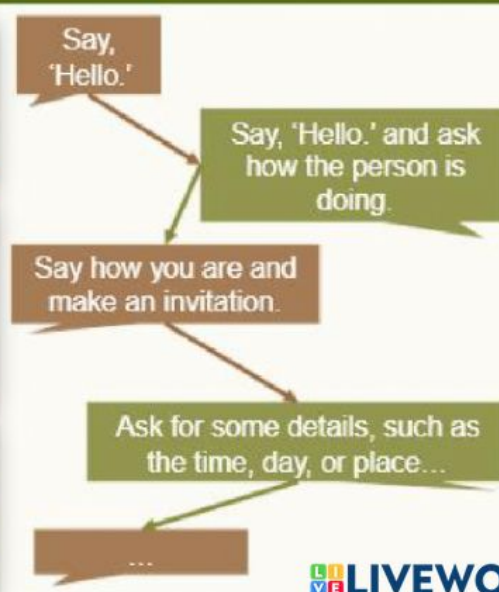 Say,
'Hello.'
Say, 'Hello.' and ask
how the person is
doing.
Say how you are and
make an invitation.
Ask for some details, such as
the time, day, or place...
...
LIVE
LIVEWO